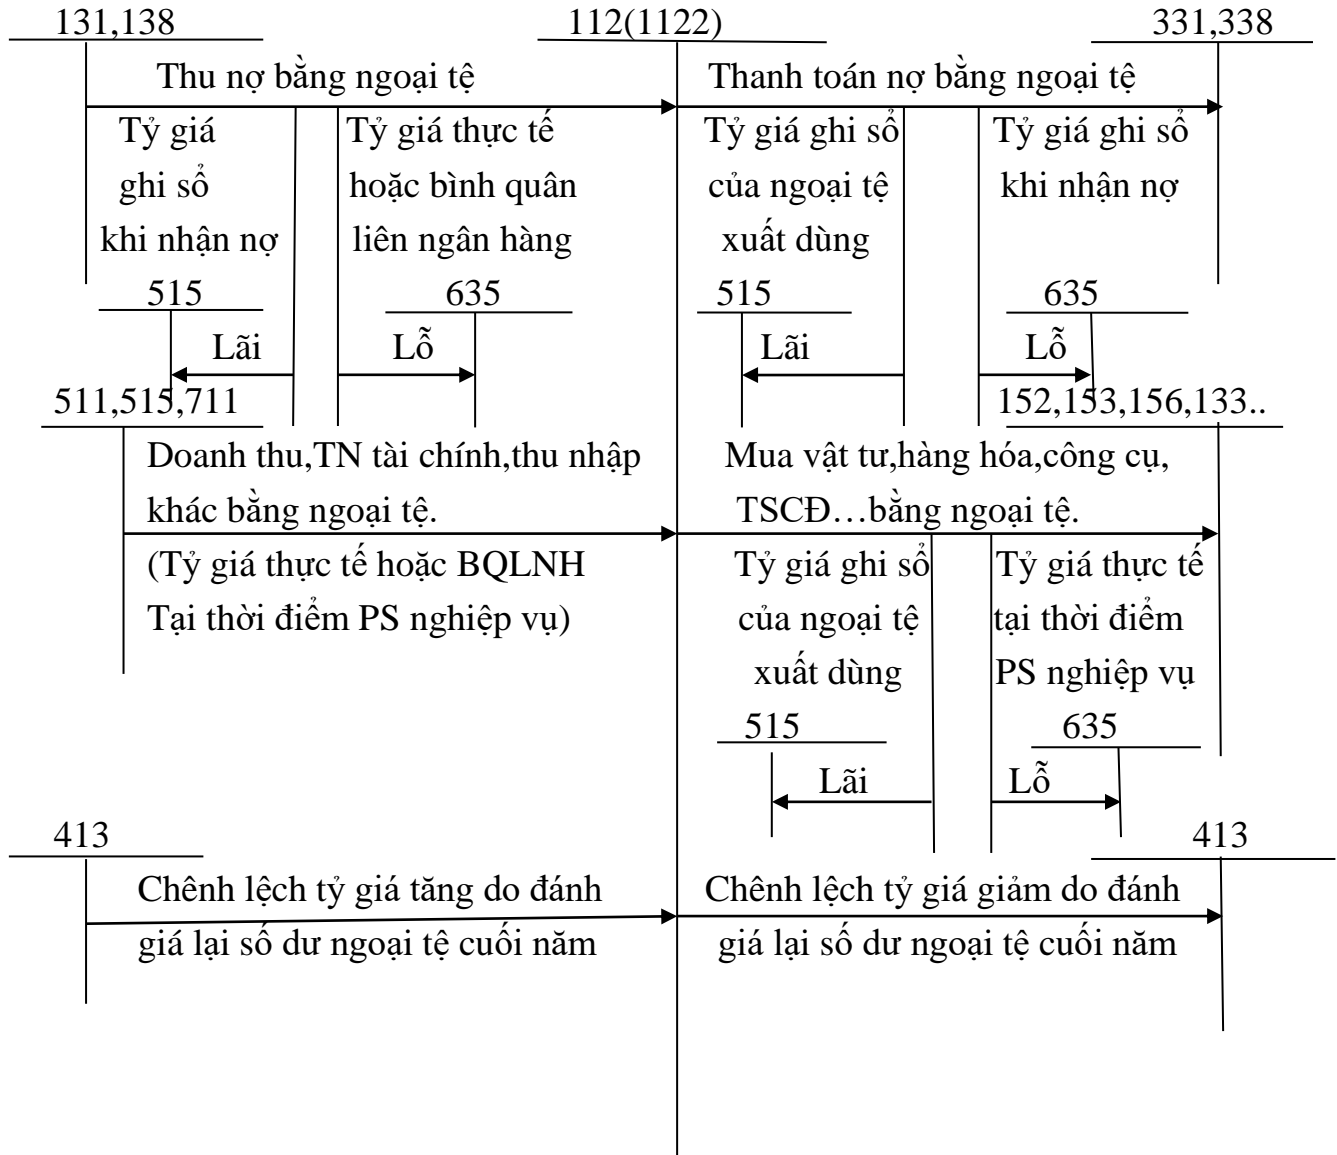 131,138
112(1122)
331,338
Thu nợ bằng ngoại tệ
Thanh toán nợ bằng ngoại tệ
Tỷ giá
ghi sổ
khi nhận nợ
Tỷ giá thực tế
hoặc bình quân
liên ngân hàng
Tỷ giá ghi sổ
của ngoại tệ
xuất dùng
Tỷ giá ghi sổ
khi nhận nợ
515
635
515
635
Lãi
Lỗ
Lãi
Lỗ
511,515,711
152,153,156,133..
Doanh thu,TN tài chính,thu nhập
khác bằng ngoại tệ.
(Tỷ giá thực tế hoặc BQLNH
Tại thời điểm PS nghiệp vụ)
Mua vật tư,hàng hóa,công cụ,
TSCĐ…bằng ngoại tệ.
Tỷ giá ghi sổ
của ngoại tệ
xuất dùng
Tỷ giá thực tế
tại thời điểm
PS nghiệp vụ
515
635
Lãi
Lỗ
413
413
Chênh lệch tỷ giá tăng do đánh
giá lại số dư ngoại tệ cuối năm
Chênh lệch tỷ giá giảm do đánh
giá lại số dư ngoại tệ cuối năm